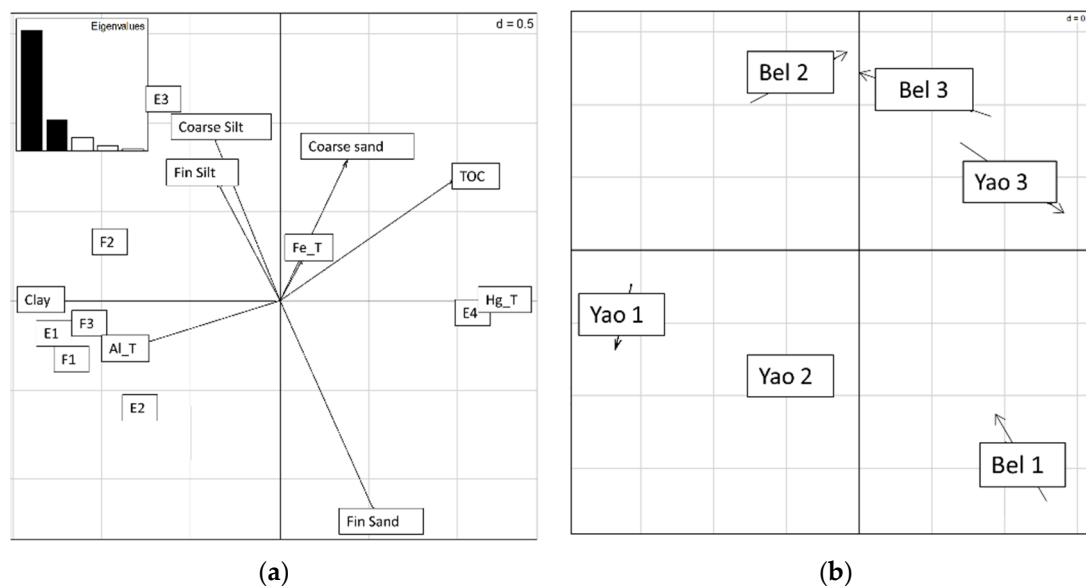 Eigenvalues
d = 0.5
E3
Coarse Silt
Coarse sand
Fin Silt
TOC
F2
Fe_T
Clay
Hg_T
E4
F3
E1
Al_T
F1
E2
Fin Sand
(a)
Bel 2
Bel 3
Yao 3
Yao 1
Yao 2
Bel 1
(b)